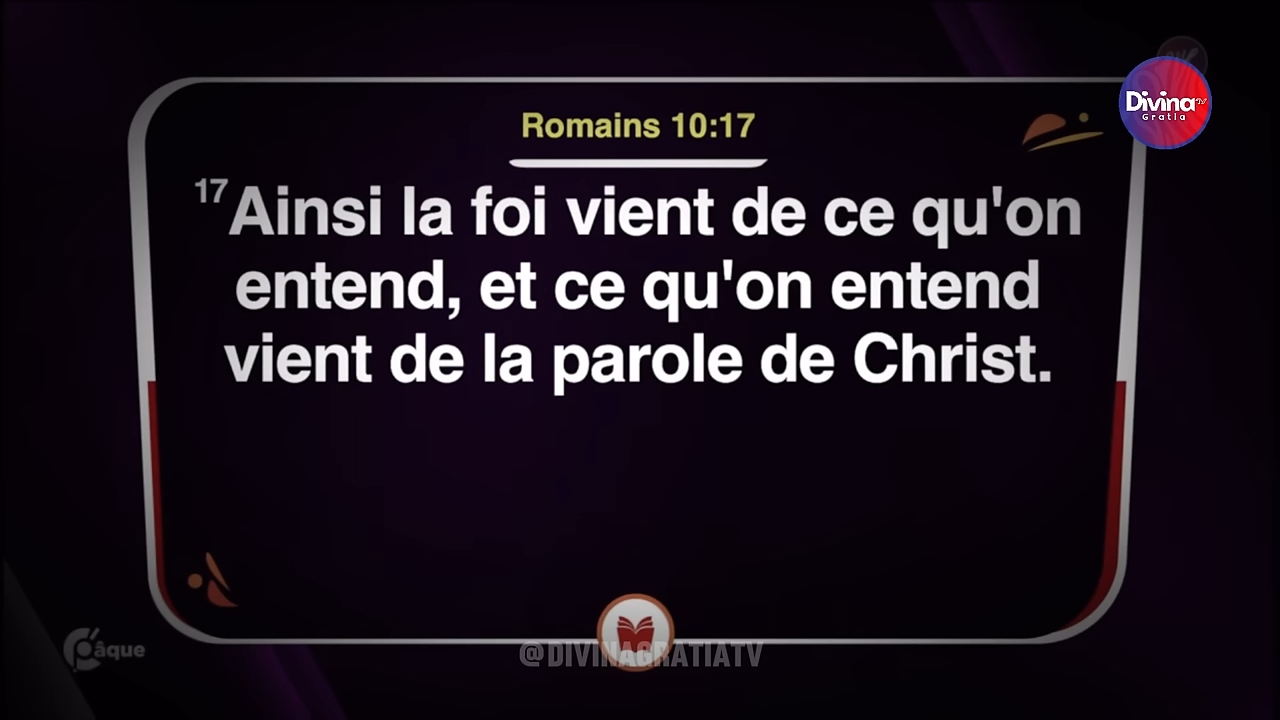 Divina TV
Gratia
Romains 10:17
17 Ainsi la foi vient de ce qu'on
entend, et ce qu'on entend
vient de la parole de Christ.
Pâque
@DIVINAGRATIATV